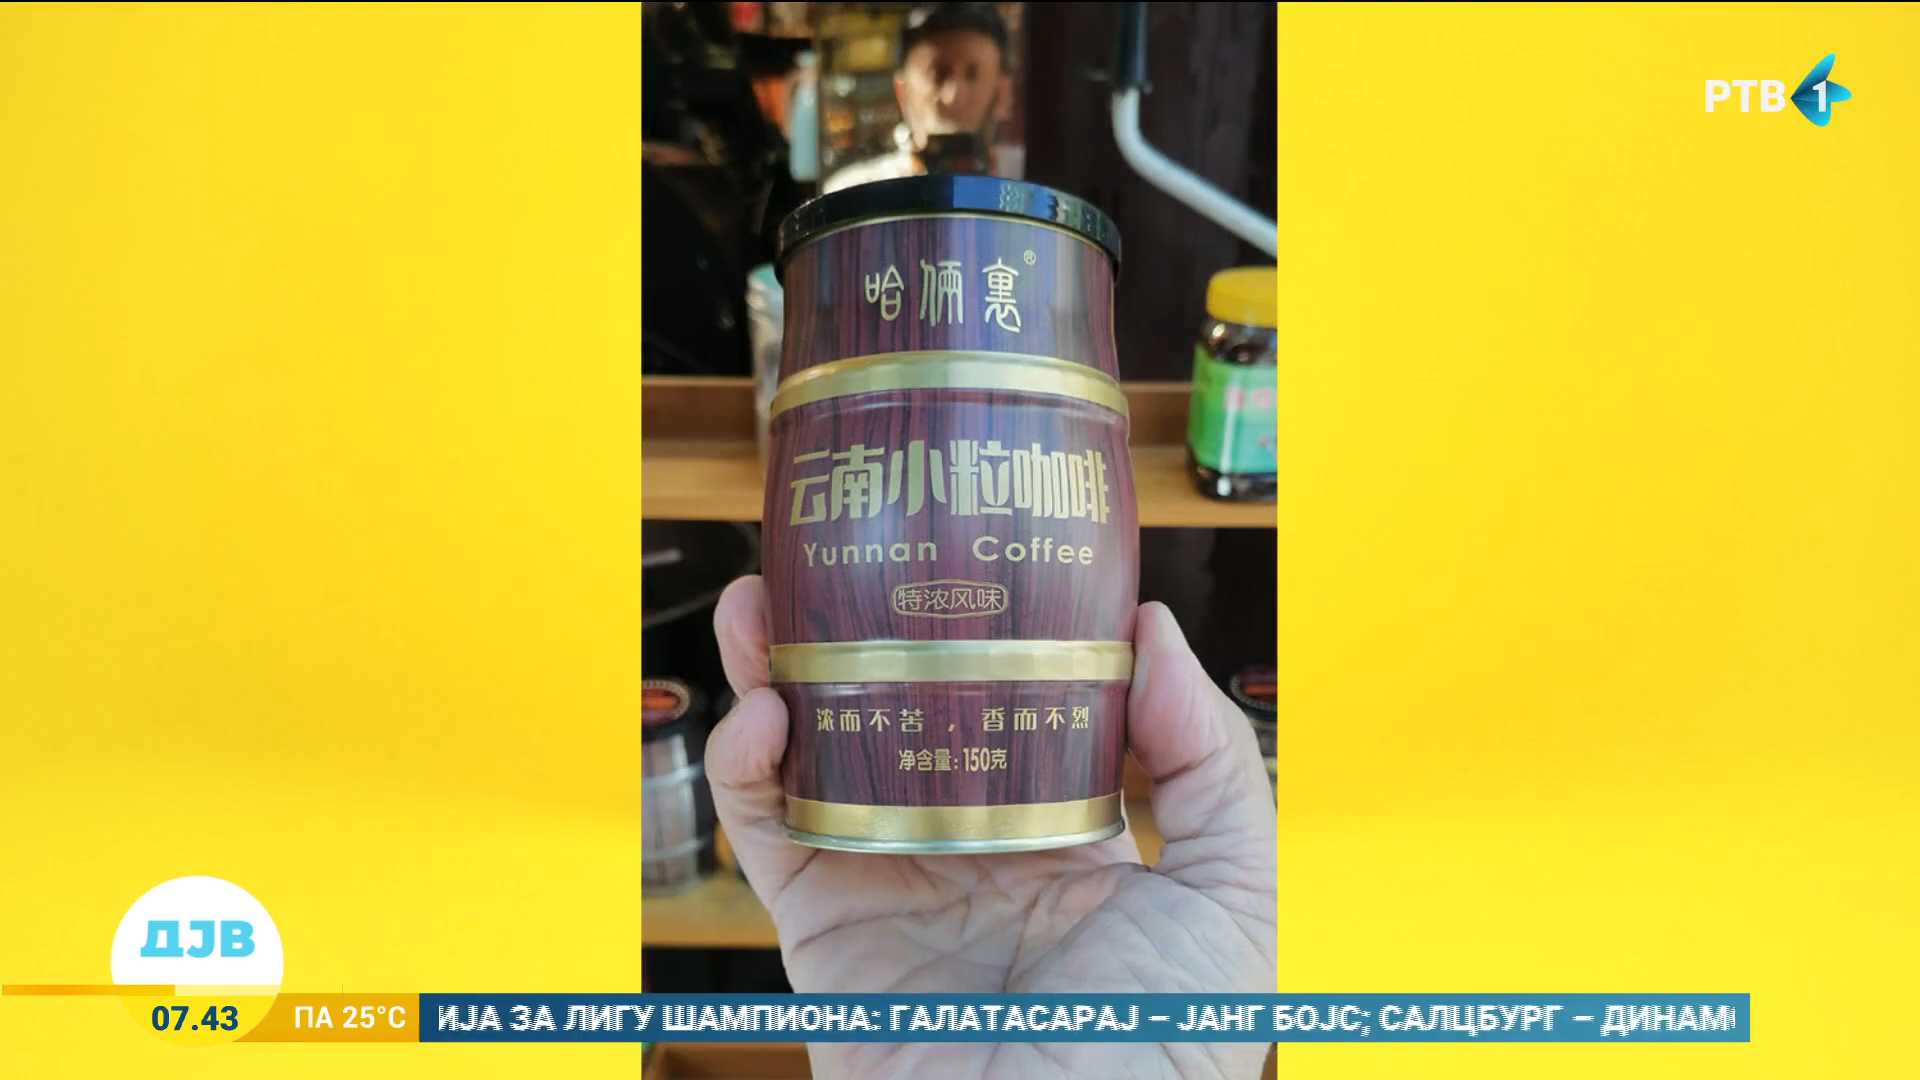 РТВ 1
哈俩裏®
云南小粒咖啡
Yunnan Coffee
特浓风味
浓而不苦，香而不烈
净含量:150克
ДЈВ
07.43
ПА 25°C
ИЈА ЗА ЛИГУ ШАМПИОНА: ГАЛАТАСАРАЈ – ЈАНГ БОЈС; САЛЦБУРГ – ДИНАМ